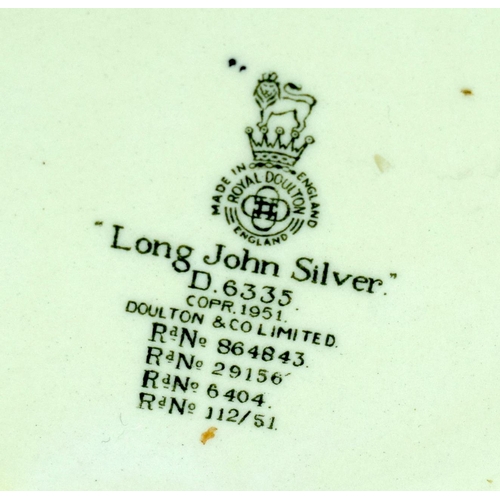 MADE IN ENGLAND
ROYAL DOULTON
ENGLAND
"Long John Silver."
D.6335.
COPR.1951.
DOULTON & CO LIMITED.
RdNo 864843.
RdNo 29156
RdNo 6404.
RdNo 112/51.